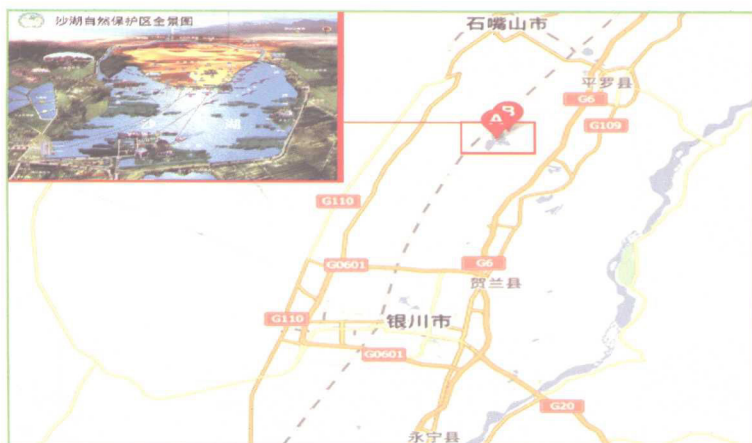 沙湖自然保护区全景图
石嘴山市
平罗县
G6
G109
A
G110
G0601
G6
贺兰县
G110
银川市
G0601
G20
永宁县